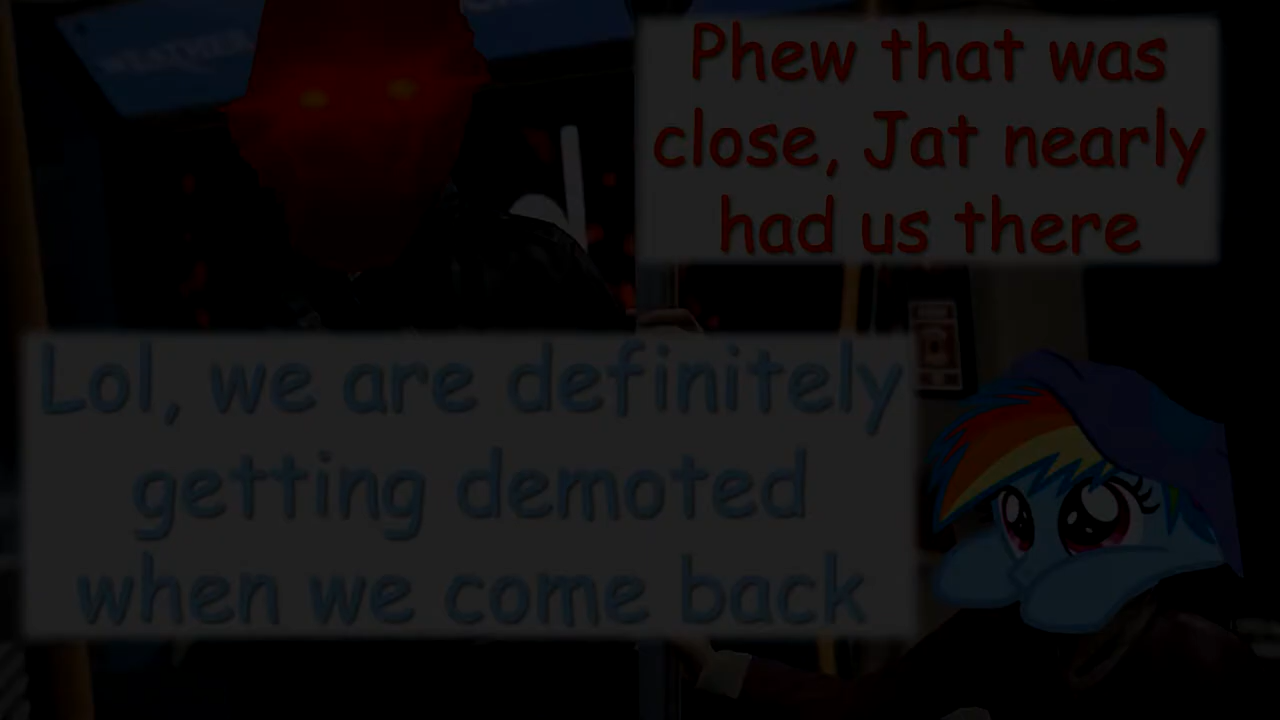 Phew that was
close, Jat nearly
had us there
Lol, we are definitely
getting demoted
when we come back